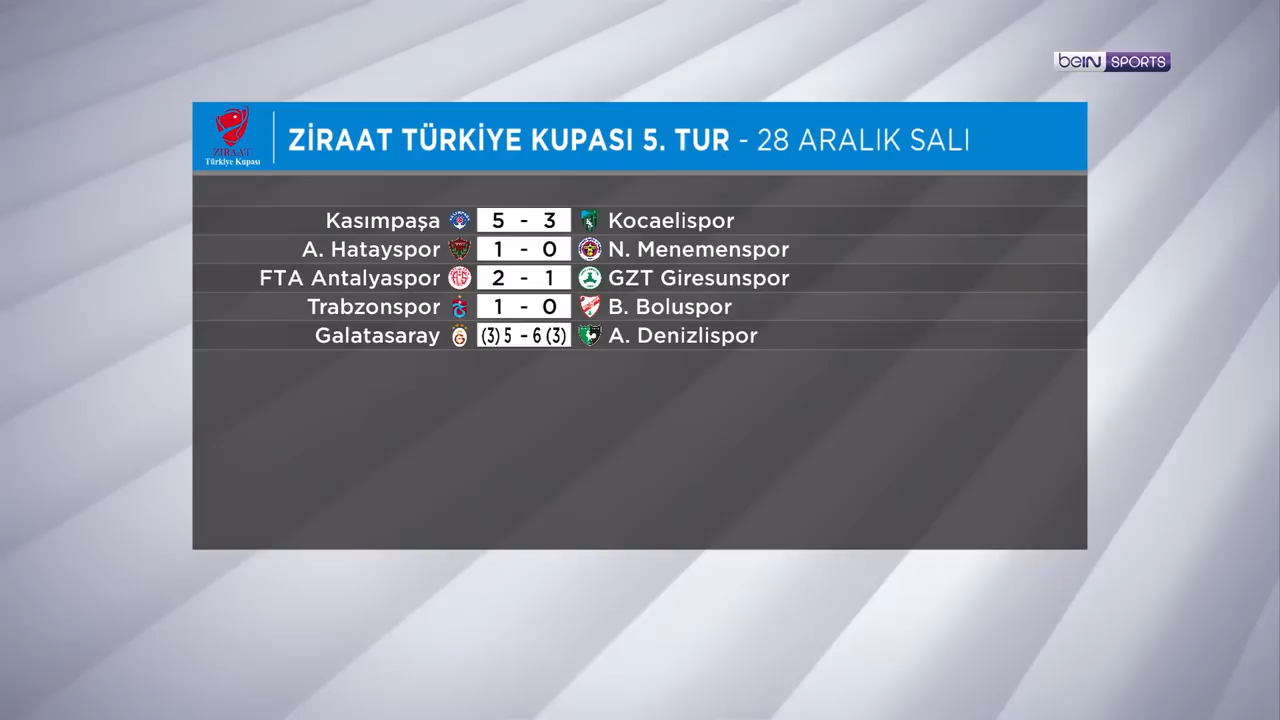 beIN SPORTS
ZİRAAT
Türkiye Kupası
ZİRAAT TÜRKİYE KUPASI 5. TUR - 28 ARALIK SALI
Kasımpaşa 5 - 3 Kocaelispor
A. Hatayspor 1 - 0 N. Menemenspor
FTA Antalyaspor 2 - 1 GZT Giresunspor
Trabzonspor 1 - 0 B. Boluspor
Galatasaray (3) 5 - 6 (3) A. Denizlispor